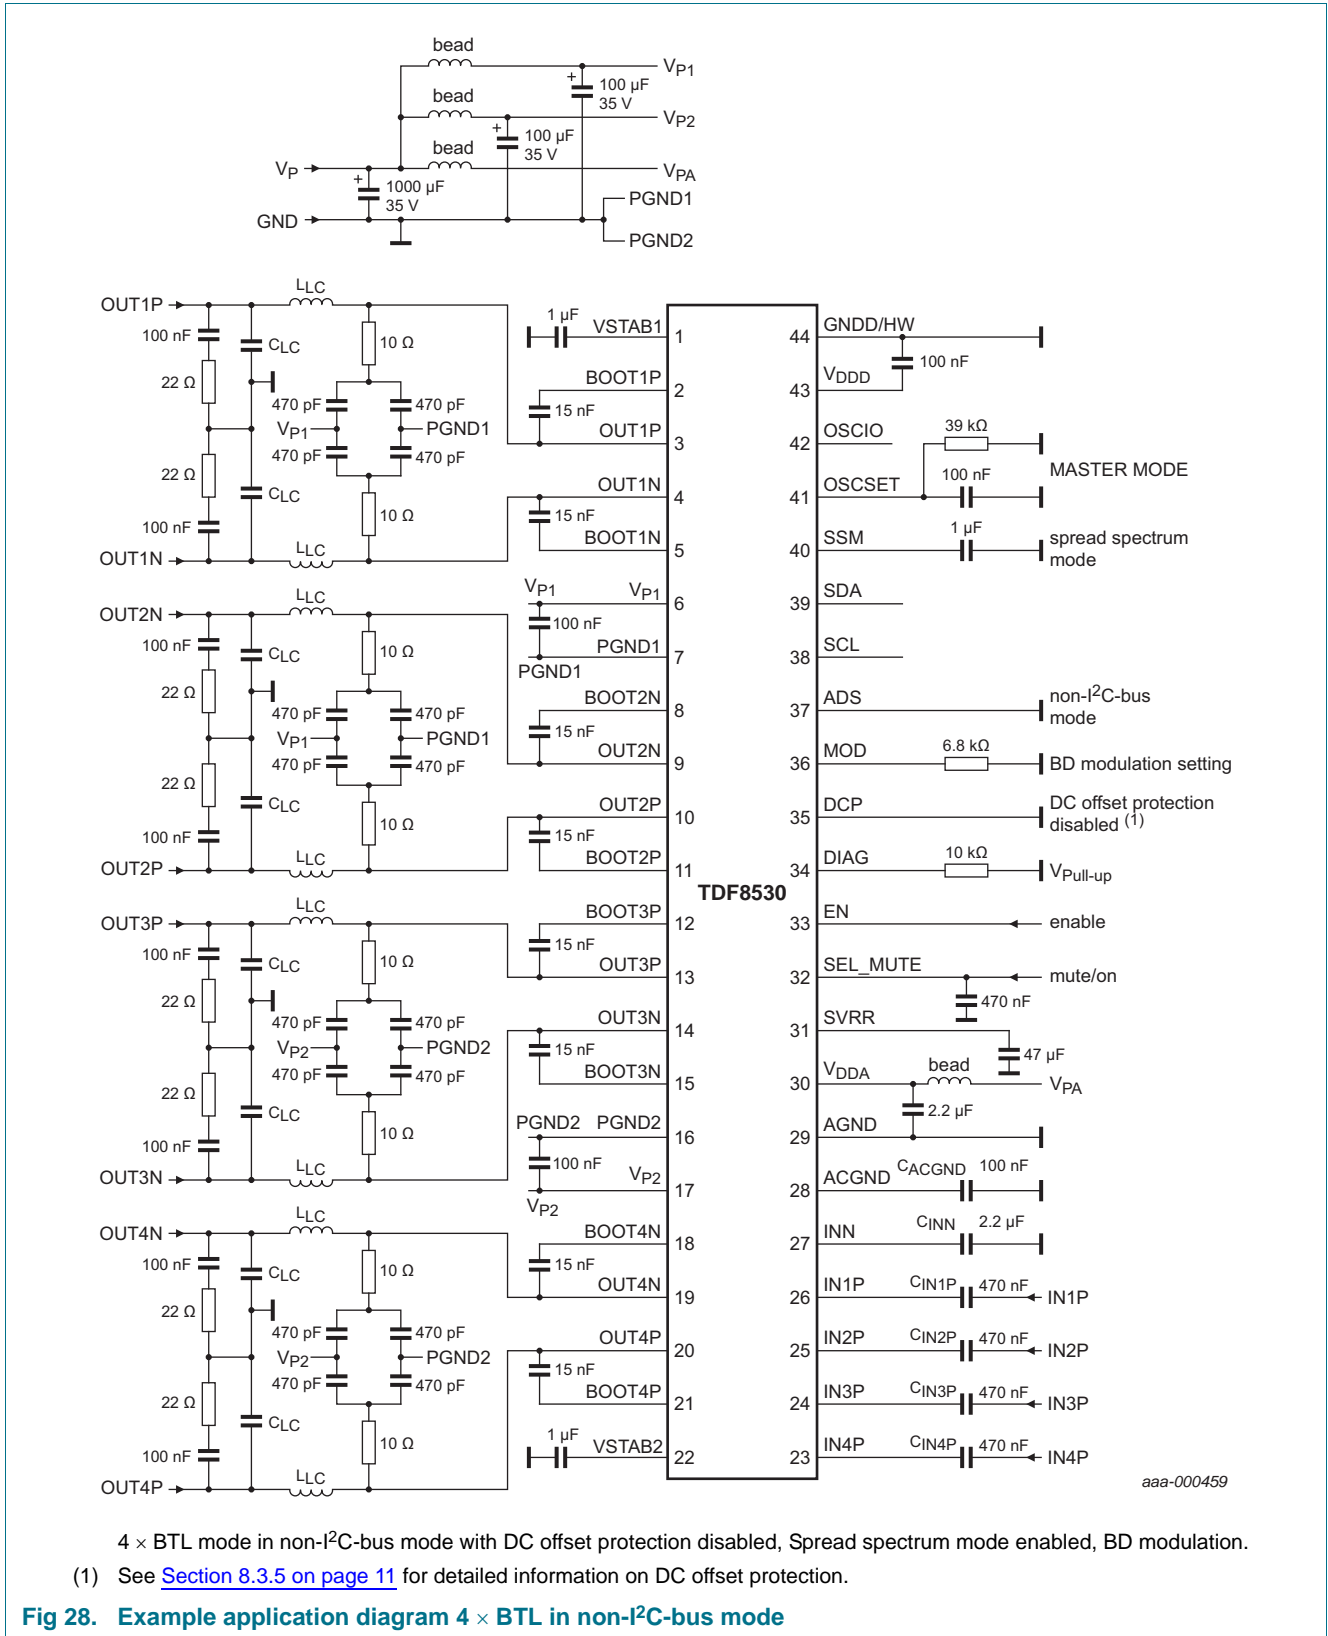 bead
VP1
+
100 µF
35 V
bead
VP2
+
100 µF
35 V
bead
VP
VPA
+
1000 µF
35 V
PGND1
GND
PGND2
OUT1P
LLC
100 nF
CLC
10 Ω
22 Ω
470 pF
470 pF
VP1
PGND1
470 pF
470 pF
22 Ω
CLC
10 Ω
100 nF
OUT1N
LLC
OUT2N
LLC
100 nF
CLC
10 Ω
22 Ω
470 pF
470 pF
VP1
PGND1
470 pF
470 pF
22 Ω
CLC
10 Ω
100 nF
OUT2P
LLC
OUT3P
LLC
100 nF
CLC
10 Ω
22 Ω
470 pF
470 pF
VP2
PGND2
470 pF
470 pF
22 Ω
CLC
10 Ω
100 nF
OUT3N
LLC
OUT4N
LLC
100 nF
CLC
10 Ω
22 Ω
470 pF
470 pF
VP2
PGND2
470 pF
470 pF
22 Ω
CLC
10 Ω
100 nF
OUT4P
LLC
1 µF
VSTAB1
1
BOOT1P
2
15 nF
OUT1P
3
OUT1N
4
15 nF
BOOT1N
5
VP1
VP1
6
100 nF
PGND1
7
PGND1
BOOT2N
8
15 nF
OUT2N
9
OUT2P
10
15 nF
BOOT2P
11
BOOT3P
12
15 nF
OUT3P
13
OUT3N
14
15 nF
BOOT3N
15
PGND2
PGND2
16
100 nF
VP2
17
VP2
BOOT4N
18
15 nF
OUT4N
19
OUT4P
20
15 nF
BOOT4P
21
1 µF
VSTAB2
22
TDF8530
44
GNDD/HW
100 nF
43
VDDD
42
OSCIO
39 kΩ
MASTER MODE
41
OSCSET
100 nF
40
SSM
1 µF
spread spectrum
mode
39
SDA
38
SCL
37
ADS
non-I2C-bus
mode
36
MOD
6.8 kΩ
BD modulation setting
35
DCP
DC offset protection
disabled (1)
34
DIAG
10 kΩ
VPull-up
33
EN
enable
32
SEL_MUTE
mute/on
470 nF
31
SVRR
47 µF
30
VDDA
bead
VPA
2.2 µF
29
AGND
28
ACGND
CACGND
100 nF
27
INN
CINN
2.2 µF
26
IN1P
CIN1P
470 nF
IN1P
25
IN2P
CIN2P
470 nF
IN2P
24
IN3P
CIN3P
470 nF
IN3P
23
IN4P
CIN4P
470 nF
IN4P
aaa-000459
4 × BTL mode in non-I2C-bus mode with DC offset protection disabled, Spread spectrum mode enabled, BD modulation.
(1) See Section 8.3.5 on page 11 for detailed information on DC offset protection.
Fig 28. Example application diagram 4 × BTL in non-I2C-bus mode